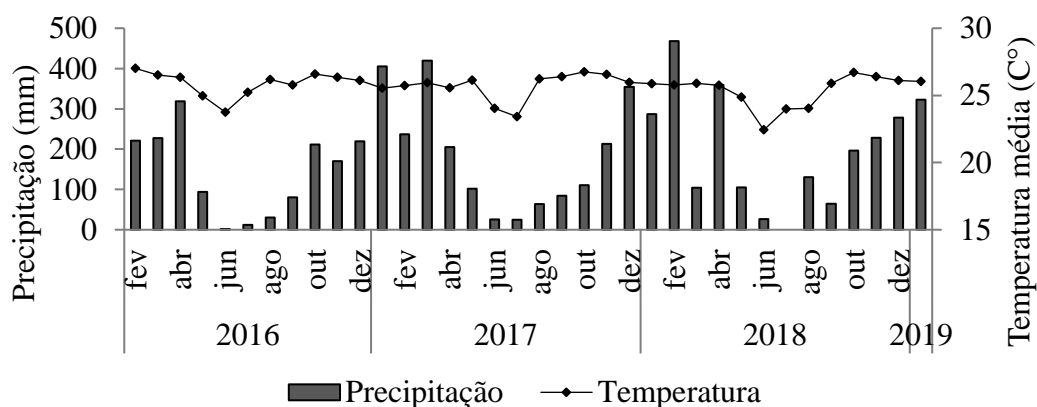 Precipitação (mm)
500
400
300
200
100
0
30
25
20
15
Temperatura média (C°)
fev
abr
jun
ago
out
dez
fev
abr
jun
ago
out
dez
fev
abr
jun
ago
out
dez
2016
2017
2018
2019
Precipitação
Temperatura